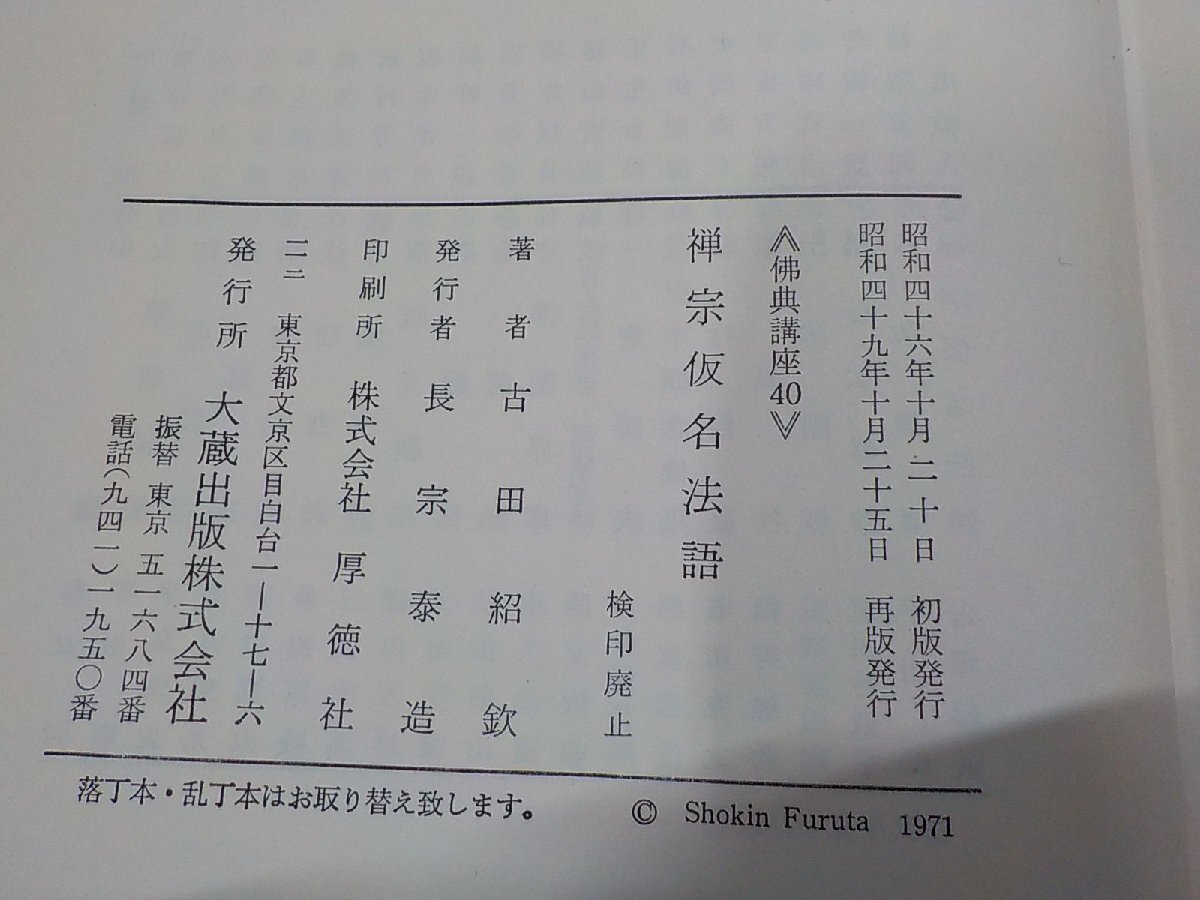 昭和四十六年十月二十日 初版発行
昭和四十九年十月二十五日 再版発行
《佛典講座40》
禅宗仮名法語
検印廃止
著者 古田紹欽
発行者 長宗泰造
印刷所 株式会社 厚徳社
一一二 東京都文京区目白台一―十七―六
発行所 大蔵出版株式会社
振替 東京 五一六八四番
電話(九四一)一九五〇番
落丁本・乱丁本はお取り替え致します。
© Shokin Furuta 1971